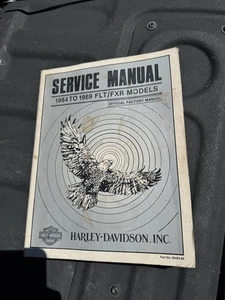 SERVICE MANUAL
1984 TO 1989 FLT/FXR MODELS
OFFICIAL FACTORY MANUAL
HARLEY-DAVIDSON, INC.